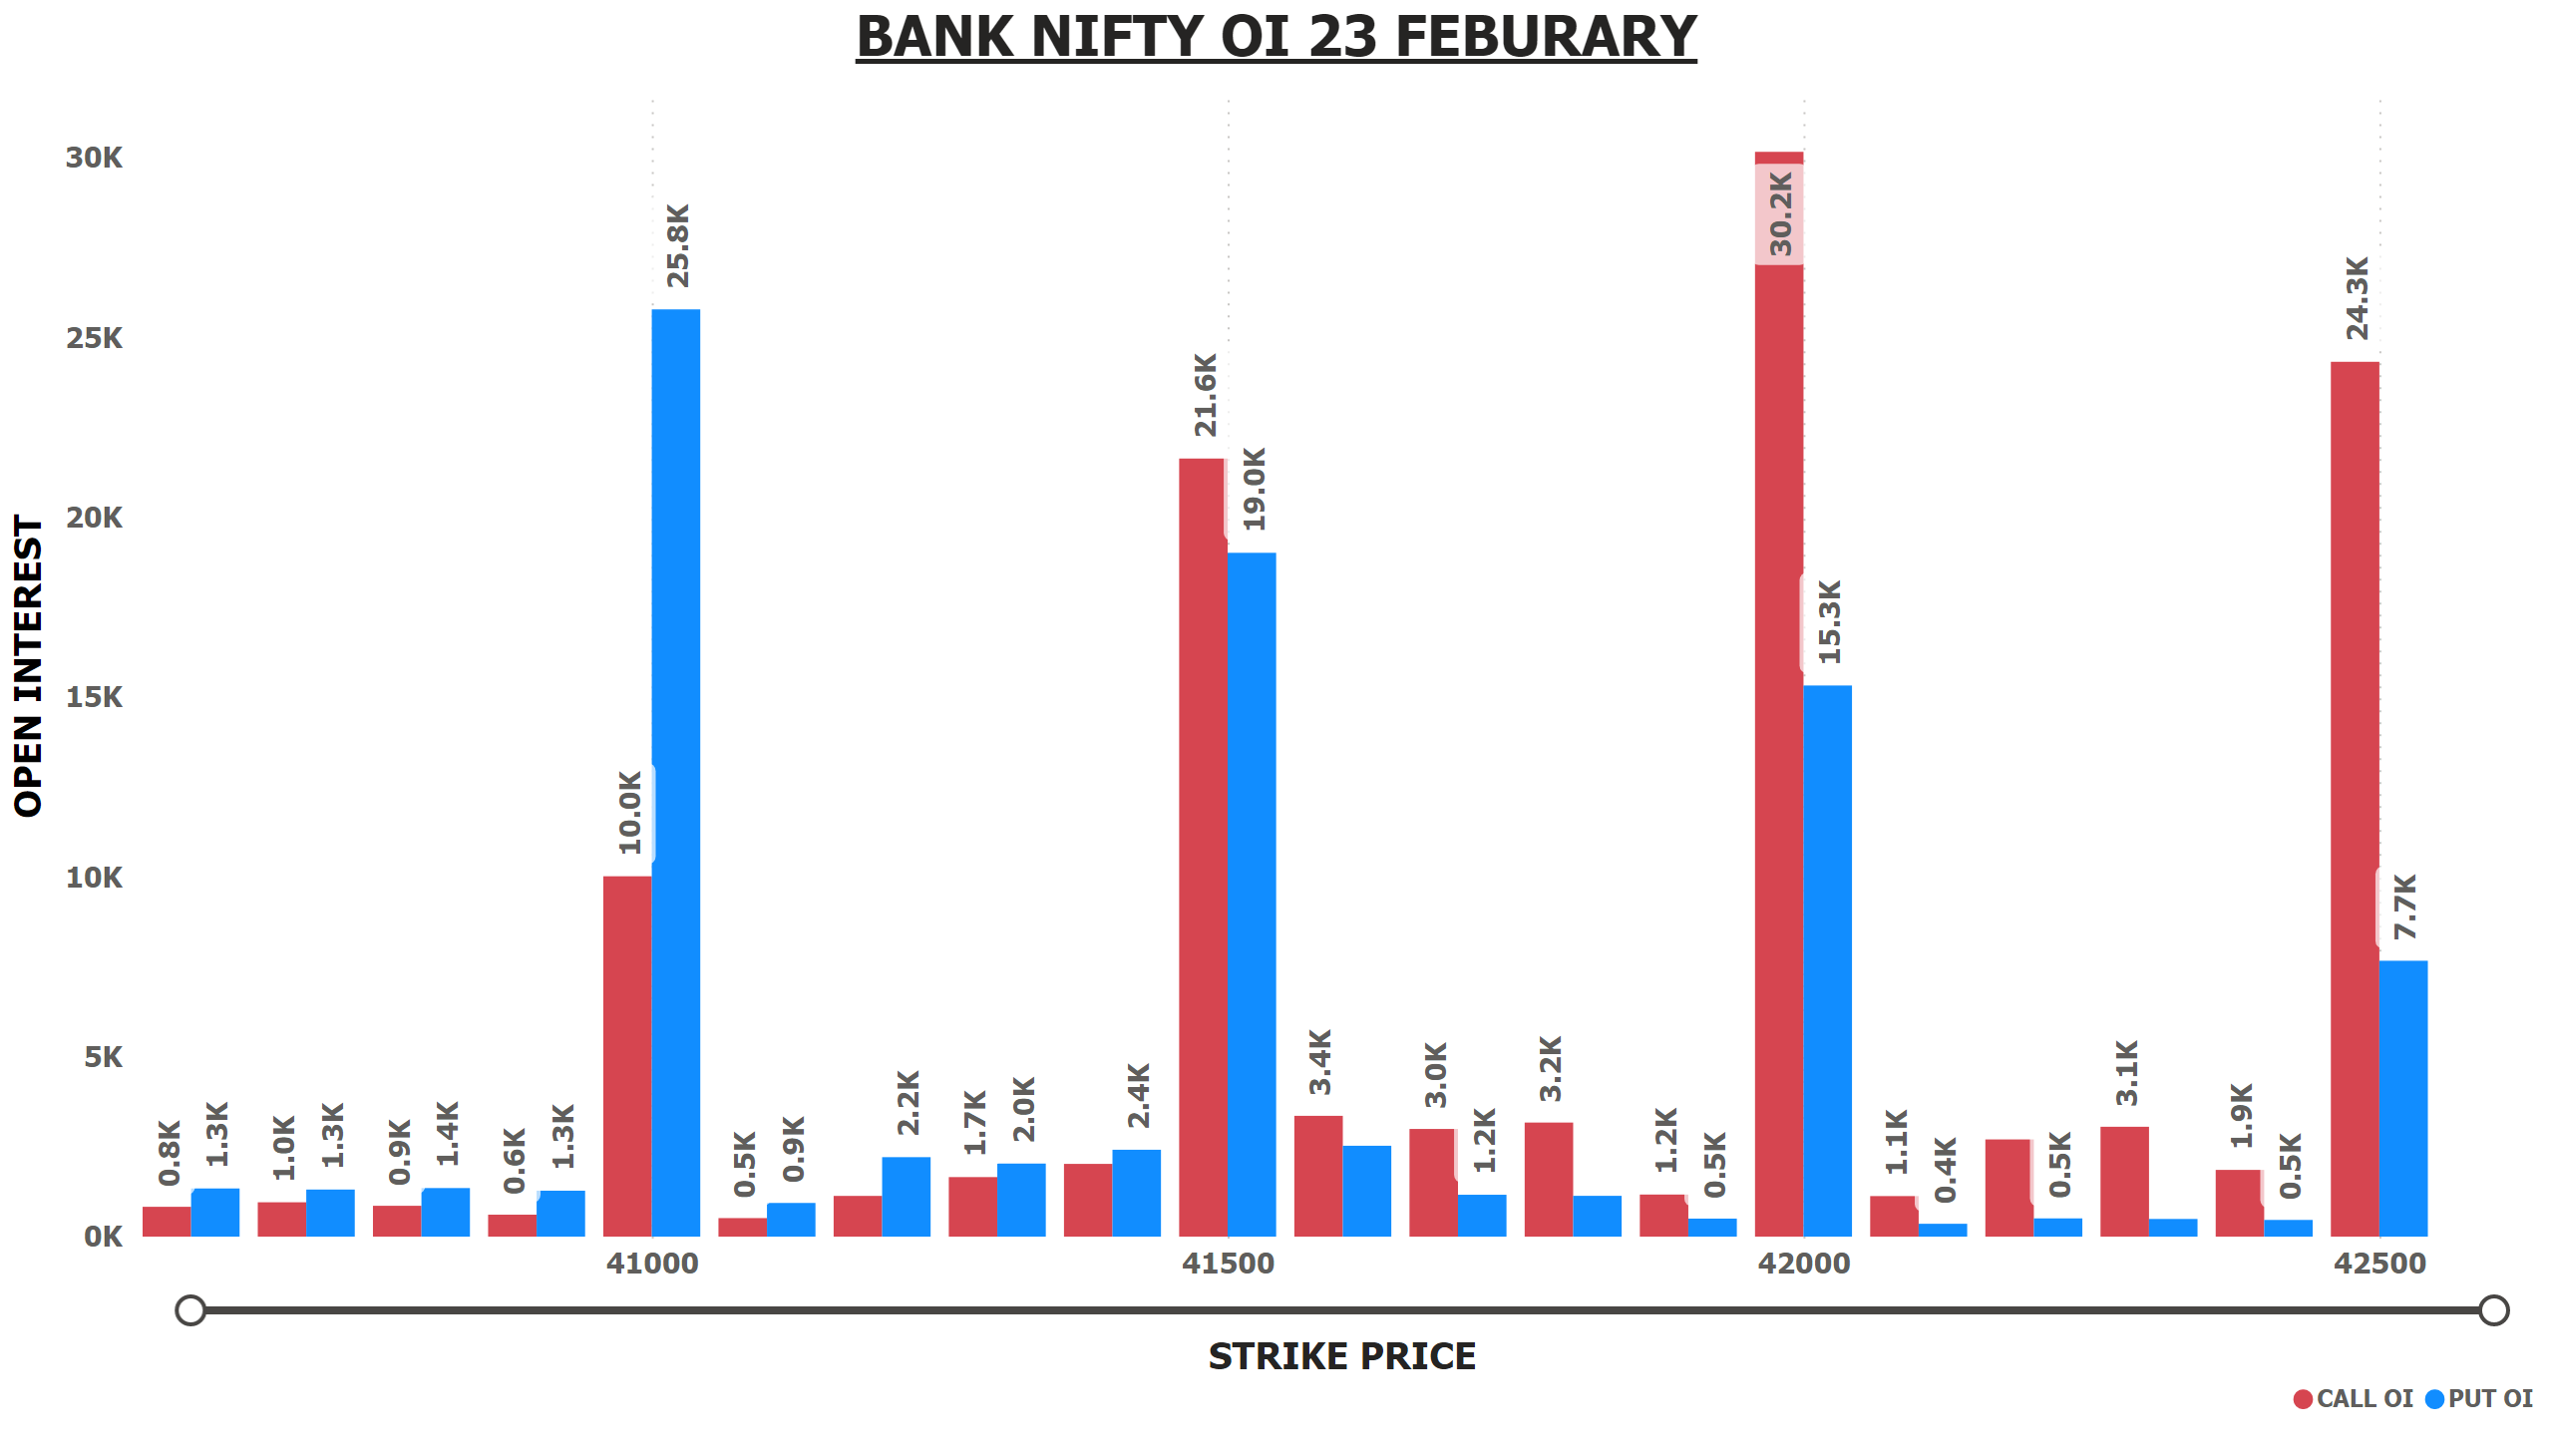 BANK NIFTY OI 23 FEBURARY
OPEN INTEREST
30K
25K
20K
15K
10K
5K
0K
0.8K
1.3K
1.0K
1.3K
0.9K
1.4K
0.6K
1.3K
10.0K
25.8K
0.5K
0.9K
2.2K
1.7K
2.0K
2.4K
21.6K
19.0K
3.4K
3.0K
1.2K
3.2K
1.2K
0.5K
30.2K
15.3K
1.1K
0.4K
0.5K
3.1K
1.9K
0.5K
24.3K
7.7K
41000 41500 42000 42500
STRIKE PRICE
CALL OI PUT OI